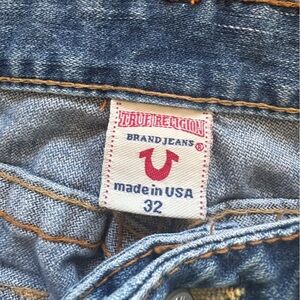 TRUE RELIGION
BRAND JEANS ®
made in USA
32